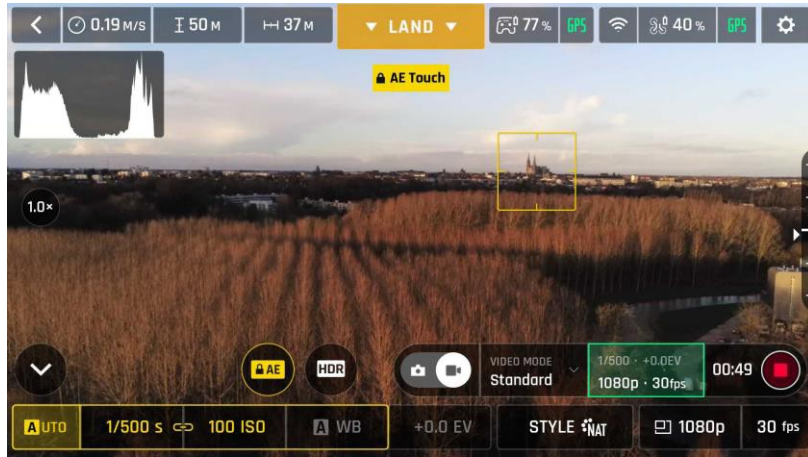 0.19 M/S
50 M
37 M
LAND
77 %
GPS
40 %
GPS
AE Touch
1.0×
AE
HDR
VIDEO MODE
Standard
1/500 · +0.0EV
1080p · 30fps
00:49
A UTO
1/500 s
100 ISO
A WB
+0.0 EV
STYLE NAT
1080p
30 fps